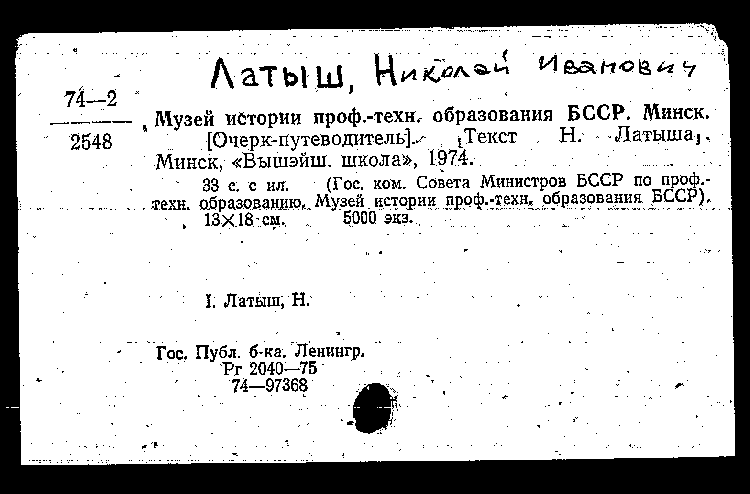 Латыш, Николай Иванович
74—2
2548
Музей истории проф.-техн. образования БССР. Минск.
[Очерк-путеводитель]. [Текст Н. Латыша].
Минск, «Вышэйш. школа», 1974.
33 с. с ил. (Гос. ком. Совета Министров БССР по проф.-
техн. образованию. Музей истории проф.-техн. образования БССР).
13×18 см. 5000 экз.
I. Латыш, Н.
Гос. Публ. б-ка. Ленингр.
Рг 2040—75
74—97368